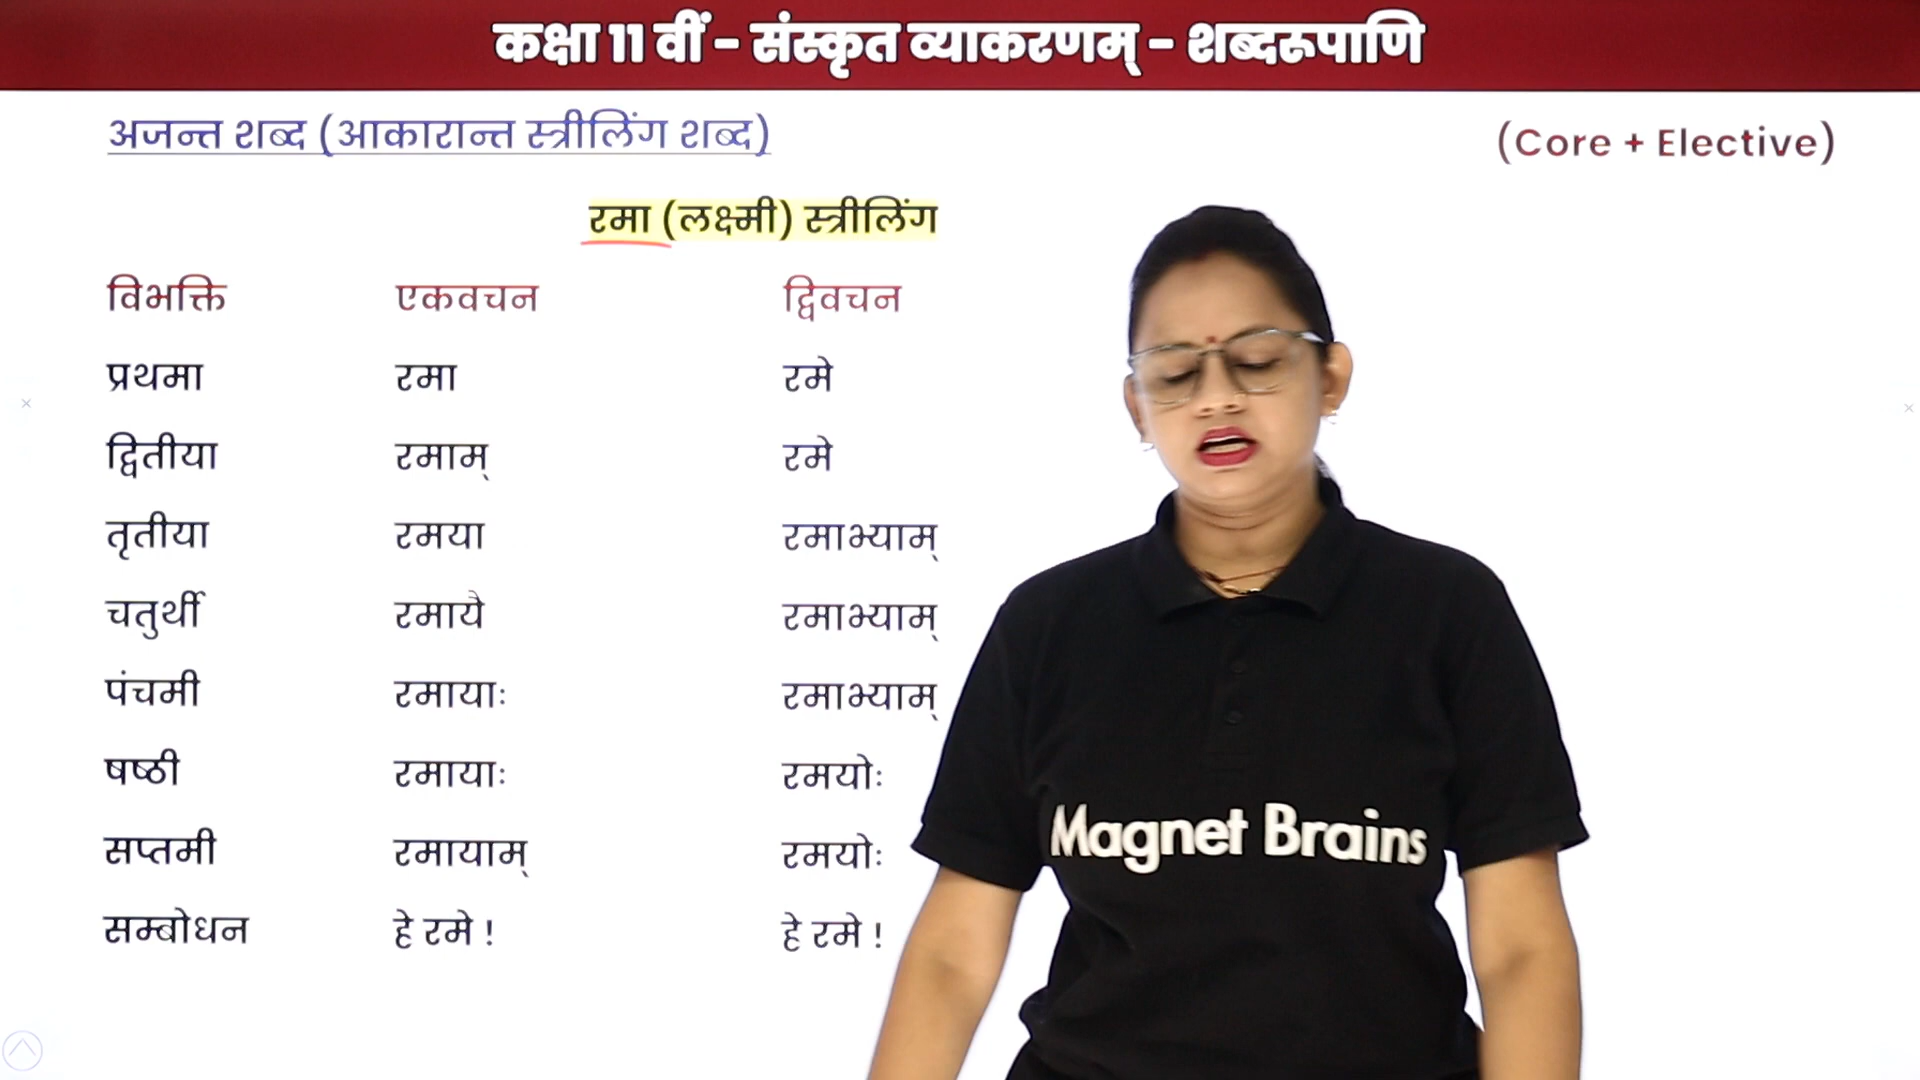 कक्षा 11 वीं - संस्कृत व्याकरणम् - शब्दरूपाणि
अजन्त शब्द (आकारान्त स्त्रीलिंग शब्द)
(Core + Elective)
रमा (लक्ष्मी) स्त्रीलिंग
विभक्ति एकवचन द्विवचन
प्रथमा रमा रमे
द्वितीया रमाम् रमे
तृतीया रमया रमाभ्याम्
चतुर्थी रमायै रमाभ्याम्
पंचमी रमायाः रमाभ्याम्
षष्ठी रमायाः रमयोः
सप्तमी रमायाम् रमयोः
सम्बोधन हे रमे ! हे रमे !
Magnet Brains